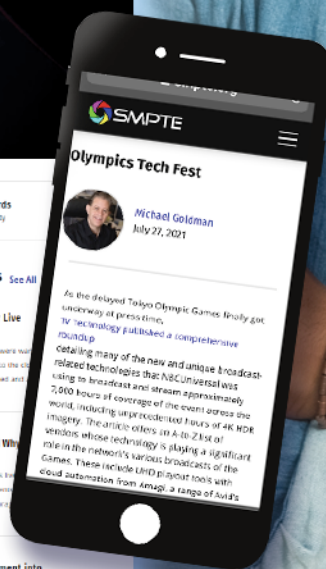 SMPTE
Olympics Tech Fest
Michael Goldman
July 27, 2021
As the delayed Tokyo Olympic Games finally got
underway at press time,
TV Technology published a comprehensive
roundup
detailing many of the new and unique broadcast-
related technologies that NBCUniversal was
using to broadcast and stream approximately
7,000 hours of coverage of the event across the
world, including unprecedented hours of 4K HDR
imagery. The article offers an A-to-Z list of
vendors whose technology is playing a significant
role in the network's various broadcasts of the
Games. These include UHD playout tools with
cloud automation from Amagi, a range of Avid's
See All
Live
Why